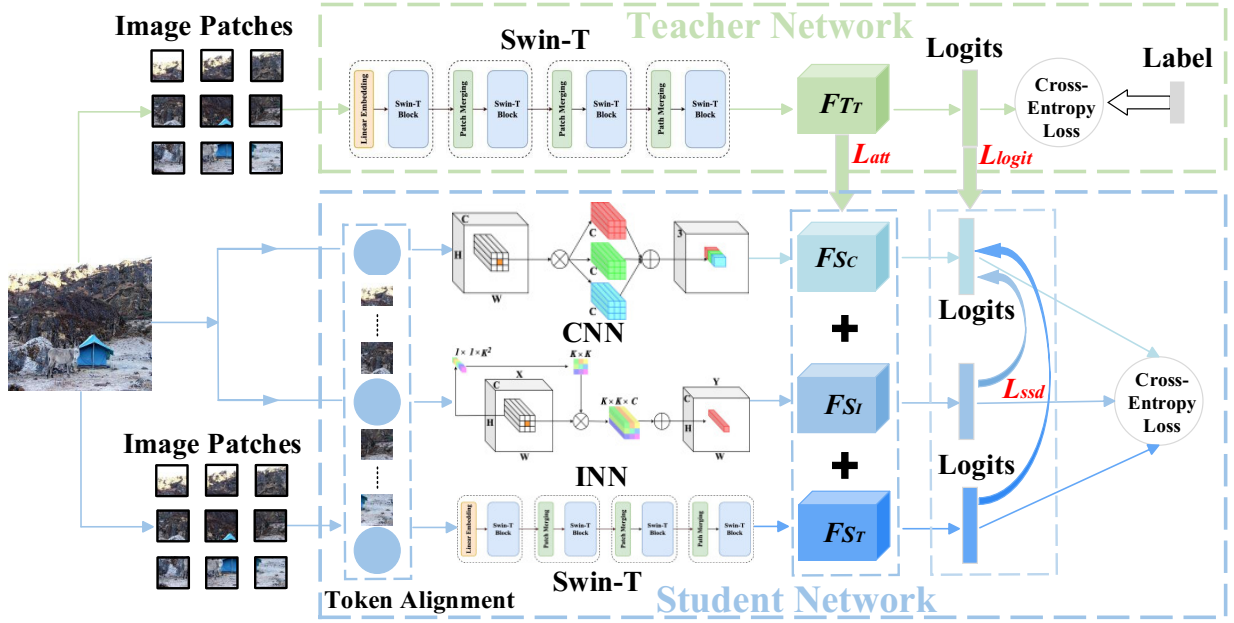 Image Patches
Teacher Network
Swin-T
Linear Embedding
Swin-T Block
Patch Merging
Swin-T Block
Patch Merging
Swin-T Block
Path Merging
Swin-T Block
FTT
Logits
Cross-Entropy Loss
Label
Latt
Llogit
C
H
W
C
C
C
3
CNN
FSC
Logits
1× 1×K²
K×K
X
C
H
W
K×K×C
Y
C
H
W
INN
FSI
Lssd
Cross-Entropy Loss
Image Patches
Linear Embedding
Swin-T Block
Patch Merging
Swin-T Block
Patch Merging
Swin-T Block
Path Merging
Swin-T Block
Swin-T
FST
Logits
Token Alignment
Student Network